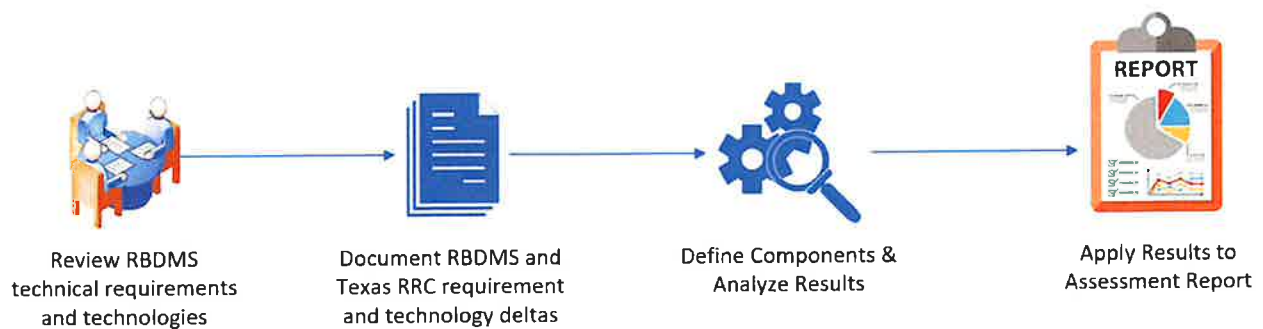 REPORT
Review RBDMS
technical requirements
and technologies
Document RBDMS and
Texas RRC requirement
and technology deltas
Define Components &
Analyze Results
Apply Results to
Assessment Report